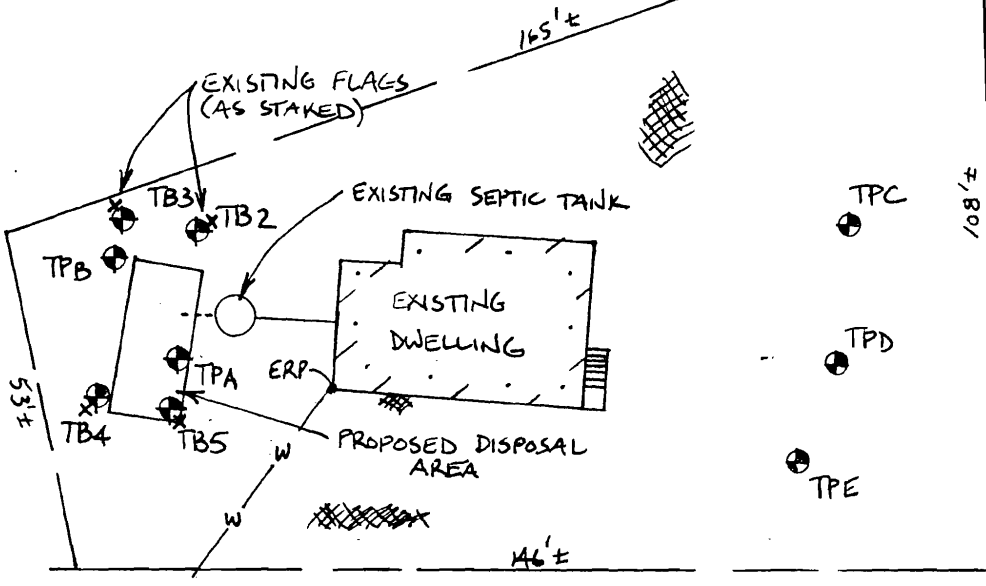 165'±
EXISTING FLAGS
(AS STAKED)
TB3
TB2
EXISTING SEPTIC TANK
TPC
108'±
TPB
EXISTING
DWELLING
TPD
TPA
ERP
53'±
TB4
TB5
PROPOSED DISPOSAL
AREA
W
TPE
W
146'±